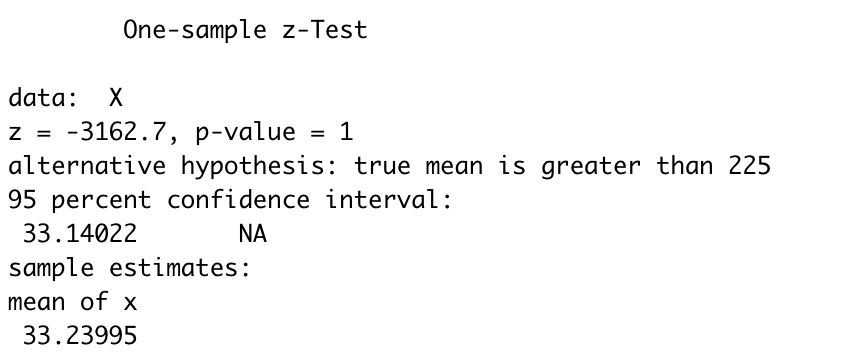 One-sample z-Test
data:  X
z = -3162.7, p-value = 1
alternative hypothesis: true mean is greater than 225
95 percent confidence interval:
 33.14022       NA
sample estimates:
mean of x
 33.23995